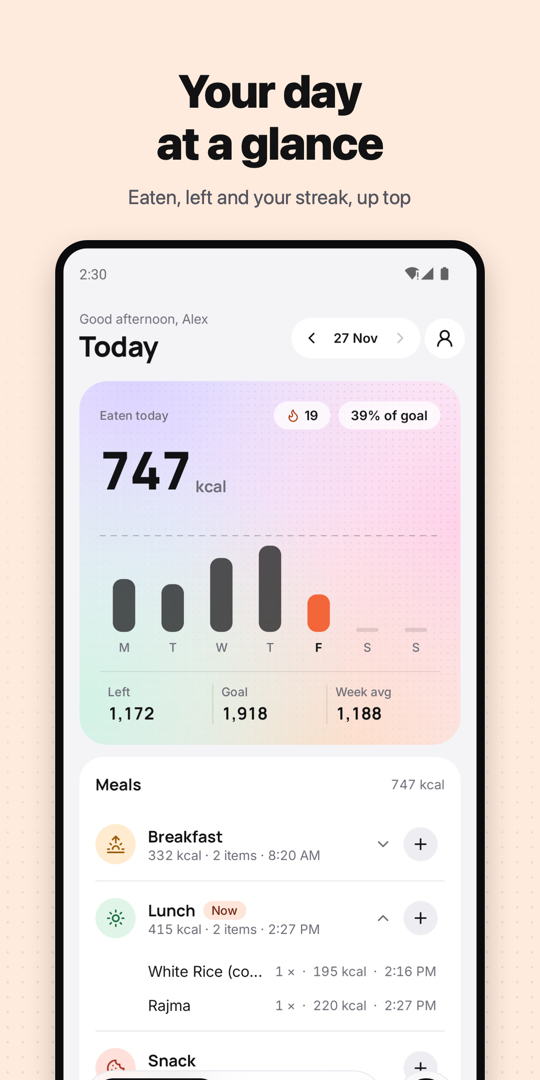 Your day
at a glance
Eaten, left and your streak, up top
2:30
Good afternoon, Alex
Today
27 Nov
Eaten today
19
39% of goal
747 kcal
M T W T F S S
Left Goal Week avg
1,172 1,918 1,188
Meals 747 kcal
Breakfast
332 kcal · 2 items · 8:20 AM
Lunch Now
415 kcal · 2 items · 2:27 PM
White Rice (co... 1 × · 195 kcal · 2:16 PM
Rajma 1 × · 220 kcal · 2:27 PM
Snack